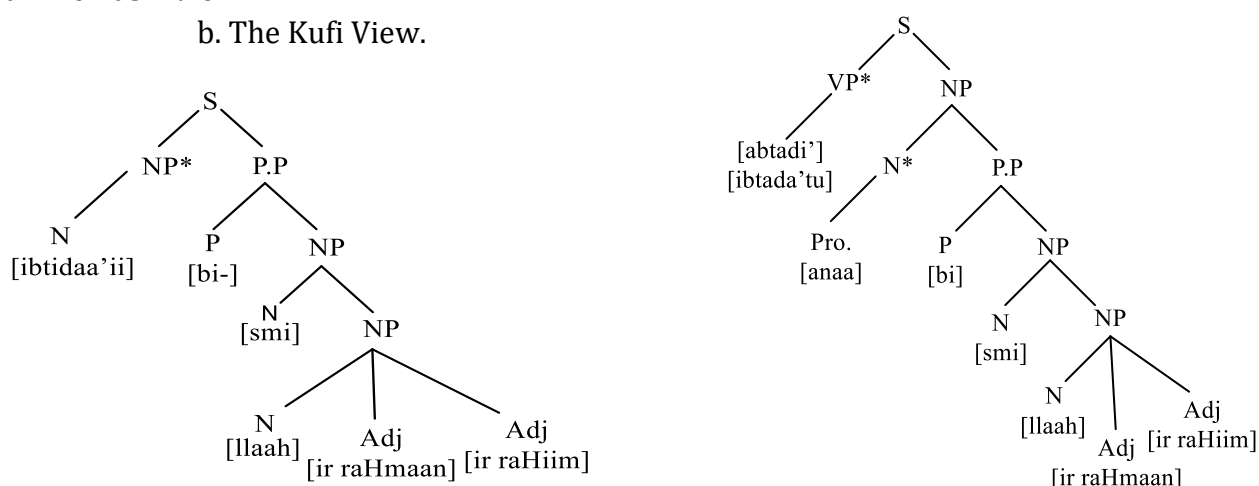 b. The Kufi View.
S
NP* P.P
N P NP
[ibtidaa'ii] [bi-]
N NP
[smi]
N Adj Adj
[llaah] [ir raHmaan] [ir raHiim]
S
VP* NP
[abtadi’] N* P.P
[ibtada’tu]
Pro. P NP
[anaa] [bi]
N NP
[smi]
N Adj Adj
[llaah] [ir raHmaan] [ir raHiim]